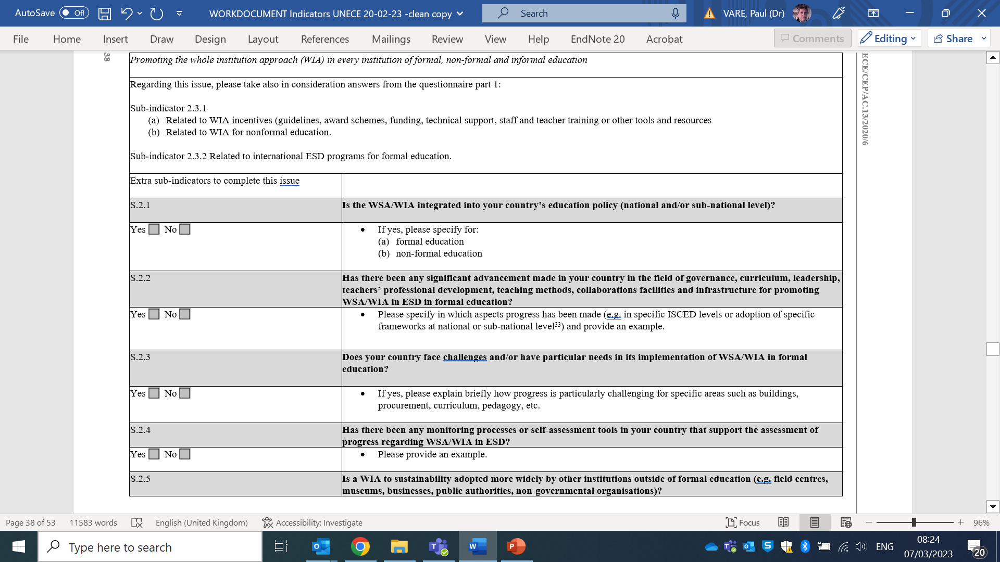 AutoSave Off
WORKDOCUMENT Indicators UNECE 20-02-23 -clean copy
Search
VARE, Paul (Dr)
File Home Insert Draw Design Layout References Mailings Review View Help EndNote 20 Acrobat
Comments Editing Share
38
Promoting the whole institution approach (WIA) in every institution of formal, non-formal and informal education
ECE/CEP/AC.13/2020/6
Regarding this issue, please take also in consideration answers from the questionnaire part 1:
Sub-indicator 2.3.1
(a) Related to WIA incentives (guidelines, award schemes, funding, technical support, staff and teacher training or other tools and resources
(b) Related to WIA for nonformal education.
Sub-indicator 2.3.2 Related to international ESD programs for formal education.
Extra sub-indicators to complete this issue
S.2.1
Is the WSA/WIA integrated into your country’s education policy (national and/or sub-national level)?
Yes No
• If yes, please specify for:
(a) formal education
(b) non-formal education
S.2.2
Has there been any significant advancement made in your country in the field of governance, curriculum, leadership,
teachers’ professional development, teaching methods, collaborations facilities and infrastructure for promoting
WSA/WIA in ESD in formal education?
Yes No
• Please specify in which aspects progress has been made (e.g. in specific ISCED levels or adoption of specific
frameworks at national or sub-national level33) and provide an example.
S.2.3
Does your country face challenges and/or have particular needs in its implementation of WSA/WIA in formal
education?
Yes No
• If yes, please explain briefly how progress is particularly challenging for specific areas such as buildings,
procurement, curriculum, pedagogy, etc.
S.2.4
Has there been any monitoring processes or self-assessment tools in your country that support the assessment of
progress regarding WSA/WIA in ESD?
Yes No
• Please provide an example.
S.2.5
Is a WIA to sustainability adopted more widely by other institutions outside of formal education (e.g. field centres,
museums, businesses, public authorities, non-governmental organisations)?
Page 38 of 53 11583 words English (United Kingdom) Accessibility: Investigate Focus 96%
Type here to search
ENG
08:24
07/03/2023
20